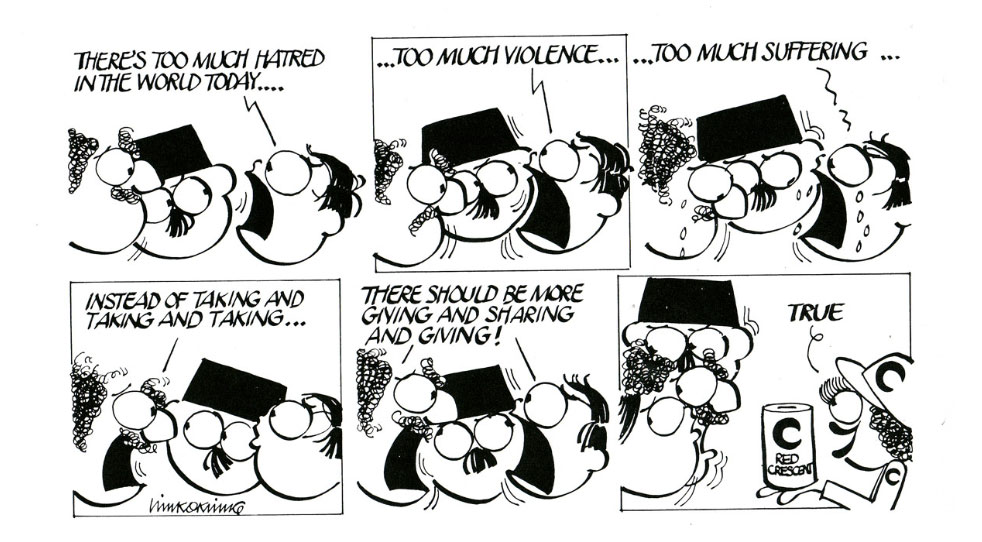 THERE'S TOO MUCH HATRED
IN THE WORLD TODAY....
...TOO MUCH VIOLENCE...
...TOO MUCH SUFFERING ...
INSTEAD OF TAKING AND
TAKING AND TAKING...
THERE SHOULD BE MORE
GIVING AND SHARING
AND GIVING!
TRUE
RED
CRESCENT